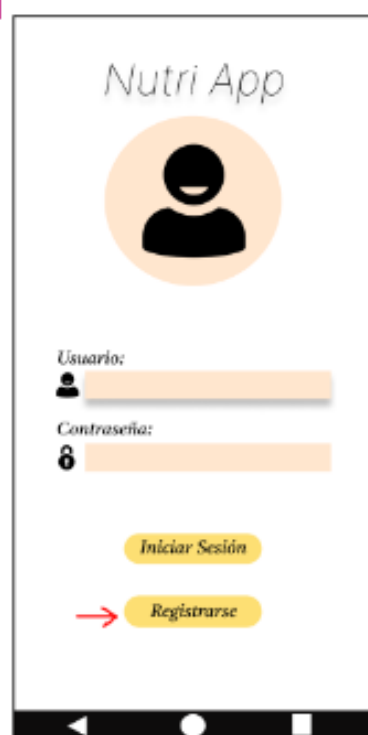 Nutri App
Usuario:
Contraseña:
Iniciar Sesión
Registrarse